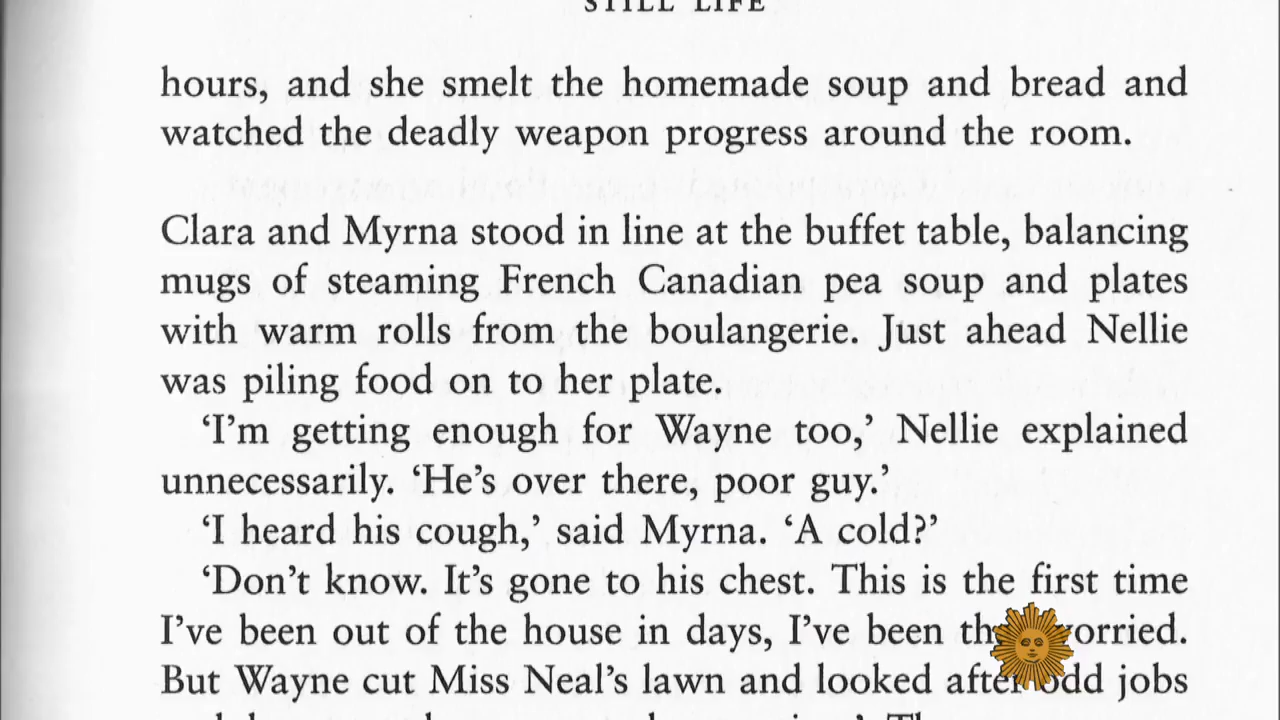 STILL LIFE
hours, and she smelt the homemade soup and bread and
watched the deadly weapon progress around the room.
Clara and Myrna stood in line at the buffet table, balancing
mugs of steaming French Canadian pea soup and plates
with warm rolls from the boulangerie. Just ahead Nellie
was piling food on to her plate.
‘I’m getting enough for Wayne too,’ Nellie explained
unnecessarily. ‘He’s over there, poor guy.’
‘I heard his cough,’ said Myrna. ‘A cold?’
‘Don’t know. It’s gone to his chest. This is the first time
I’ve been out of the house in days, I’ve been
But Wayne cut Miss Neal’s lawn and looked after odd jobs